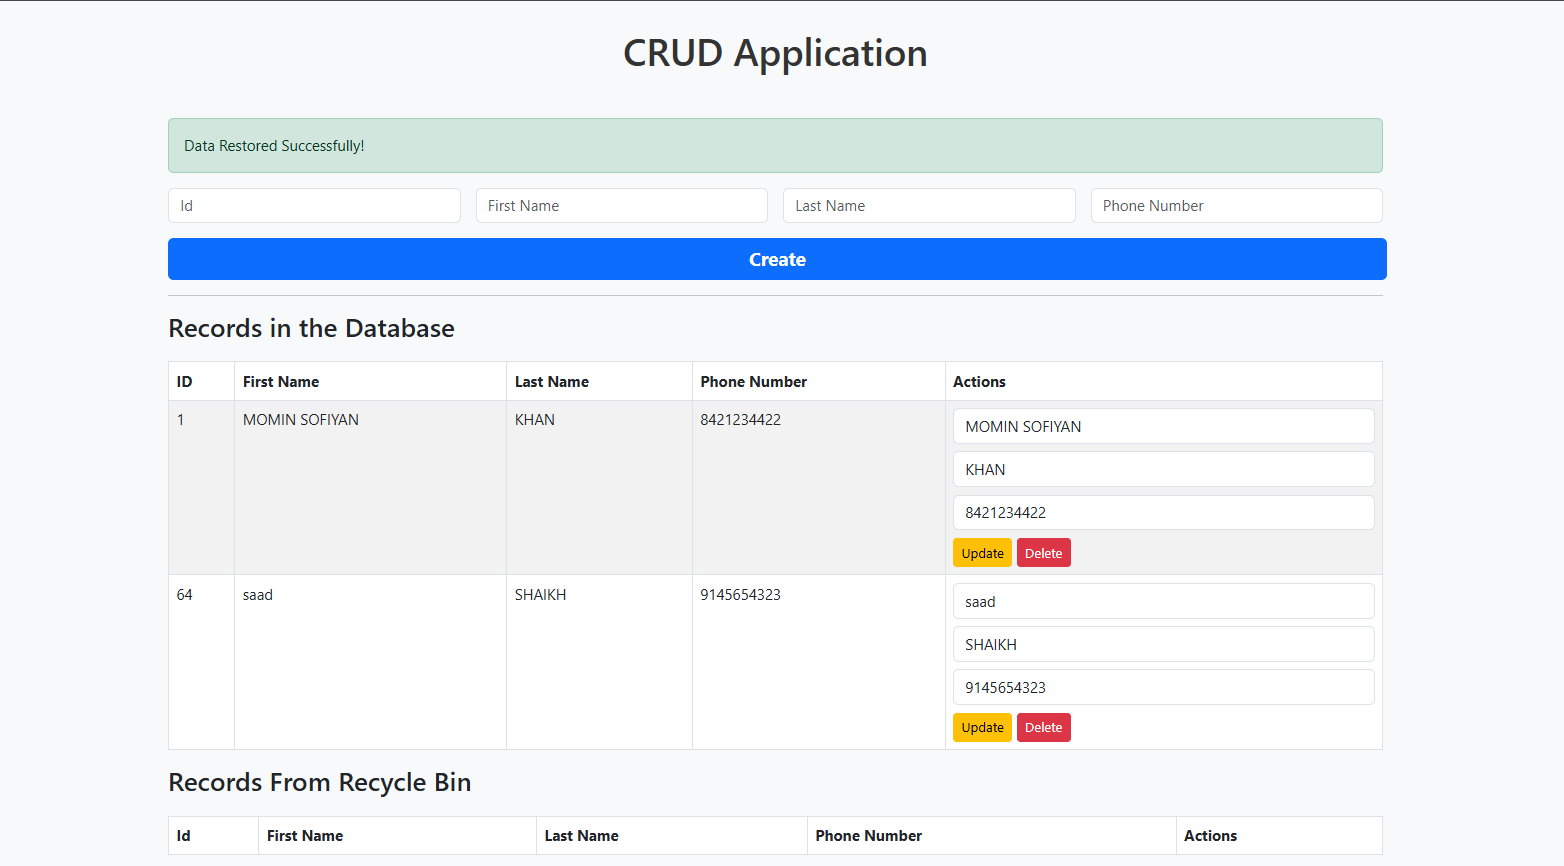 CRUD Application
Data Restored Successfully!
Id First Name Last Name Phone Number
Create
Records in the Database
ID First Name Last Name Phone Number Actions
1 MOMIN SOFIYAN KHAN 8421234422 MOMIN SOFIYAN
KHAN
8421234422
Update Delete
64 saad SHAIKH 9145654323 saad
SHAIKH
9145654323
Update Delete
Records From Recycle Bin
Id First Name Last Name Phone Number Actions